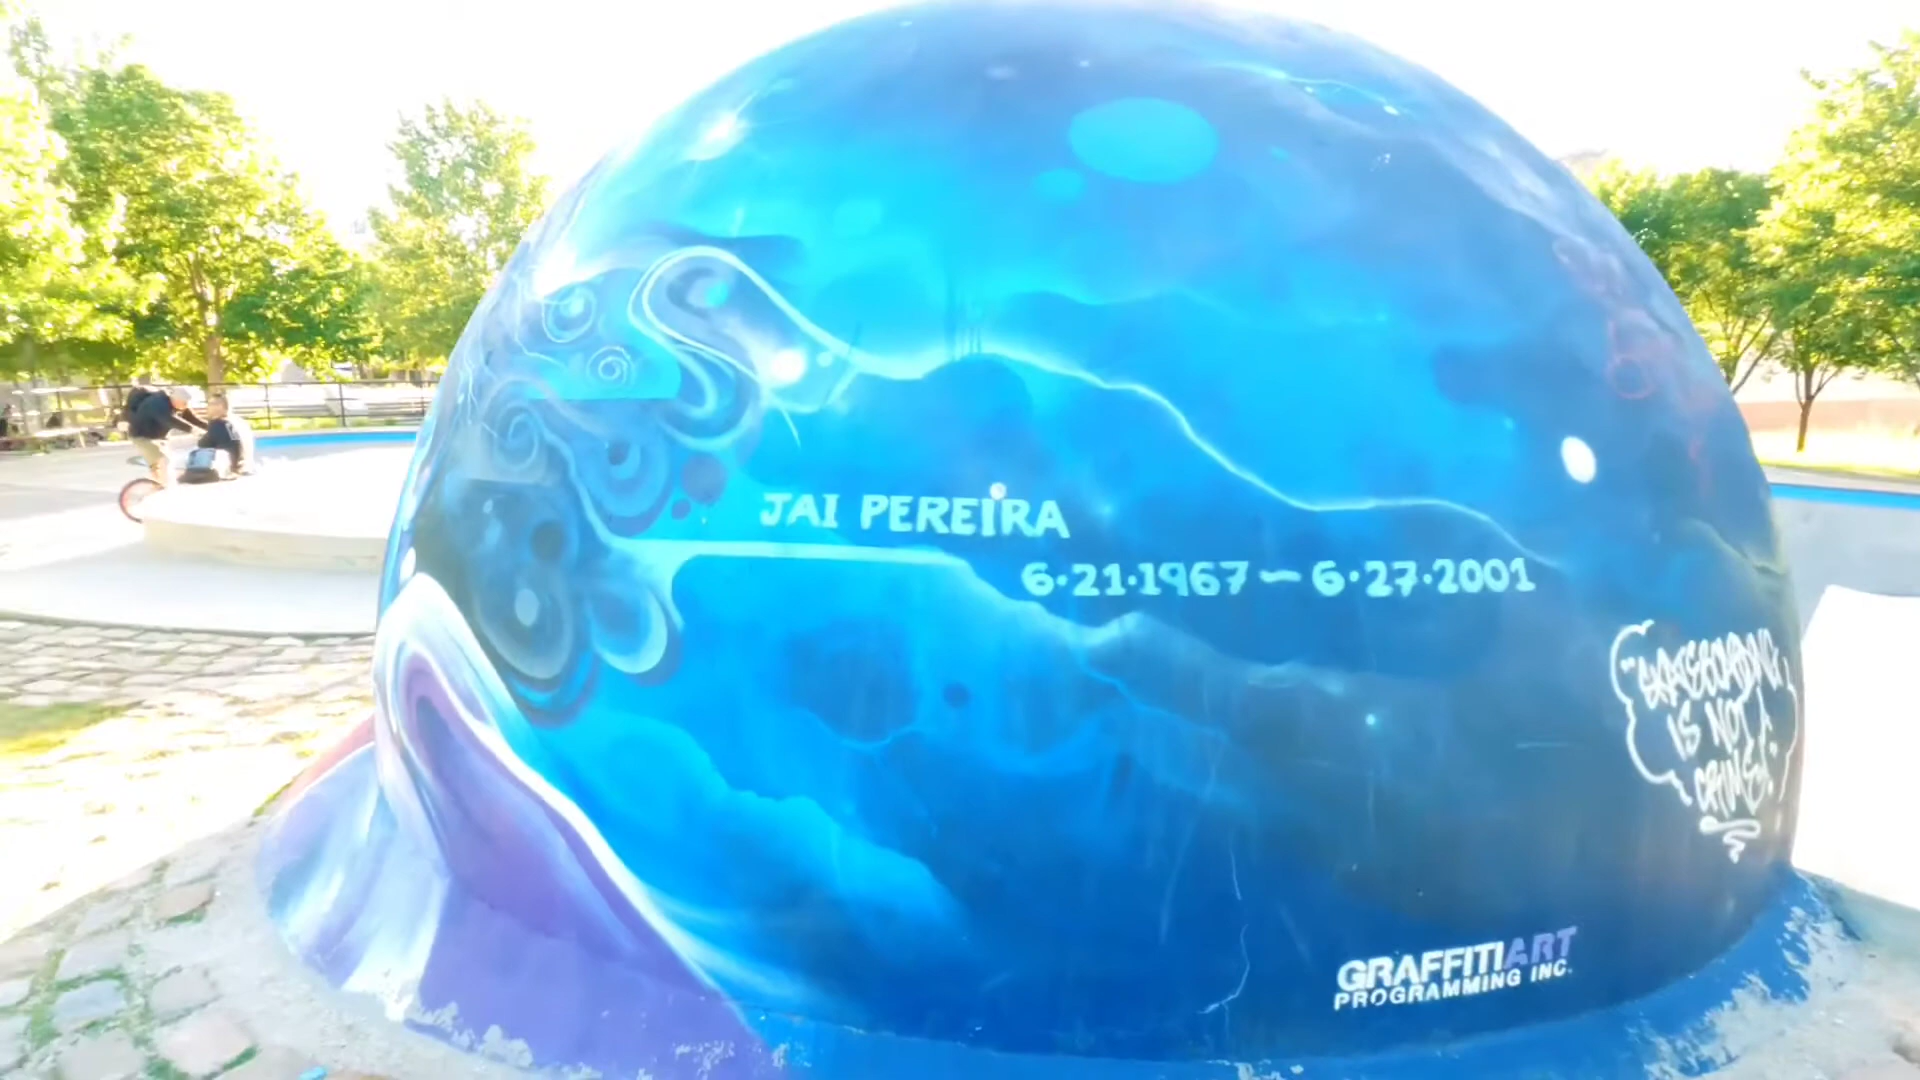 JAI PEREIRA
6·21·1967 – 6·27·2001
"SKATEBOARDING
IS NOT A
CRIME!"
GRAFFITIART
PROGRAMMING INC.